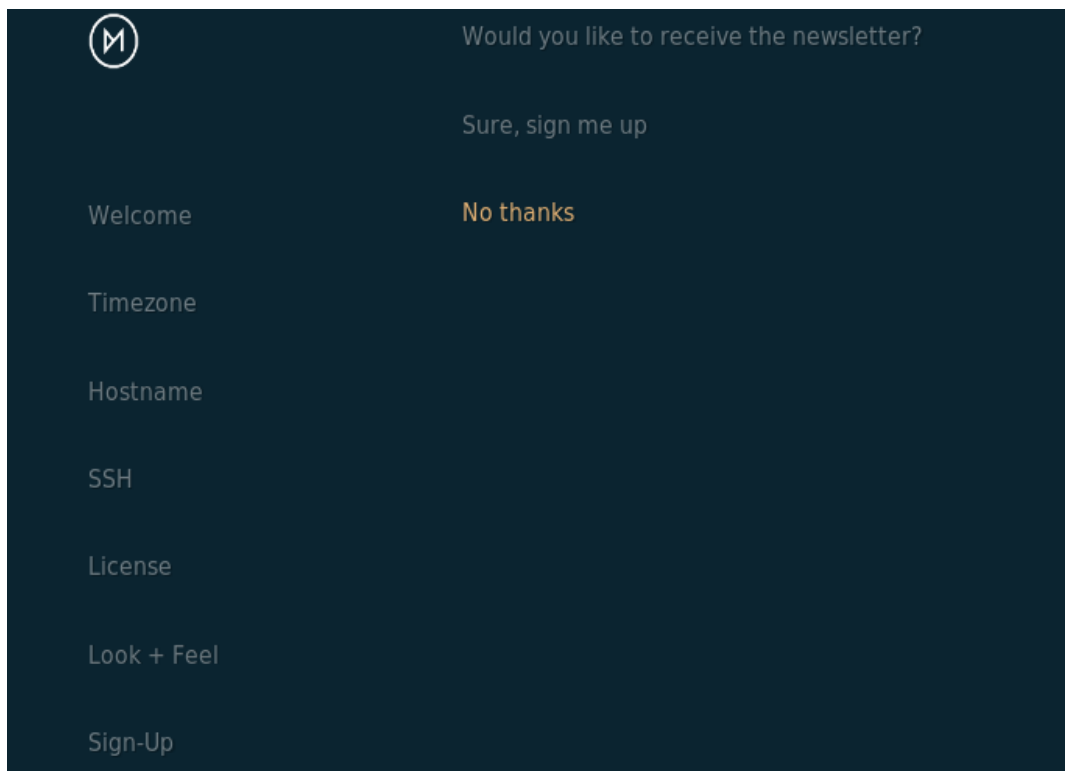 Would you like to receive the newsletter?
Sure, sign me up
No thanks
Welcome
Timezone
Hostname
SSH
License
Look + Feel
Sign-Up